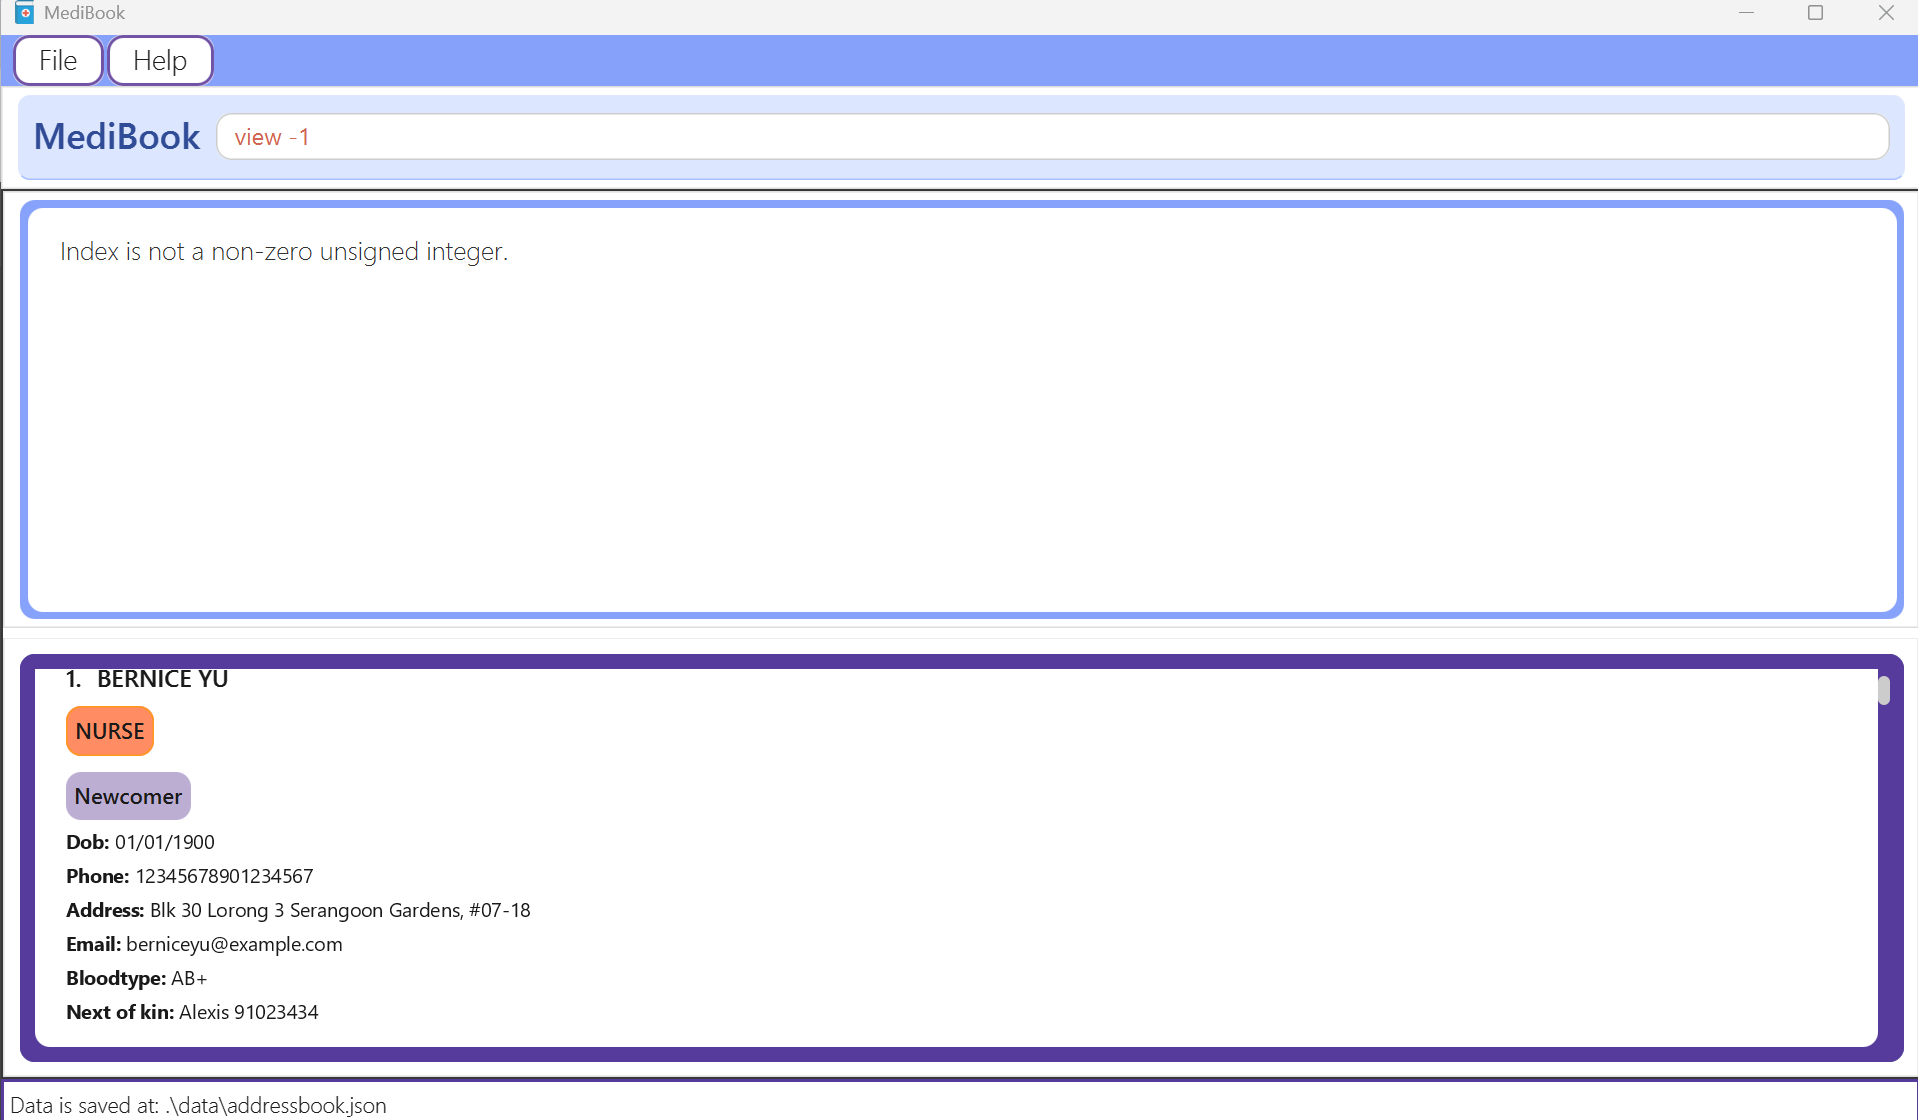 MediBook
File Help
MediBook view -1
Index is not a non-zero unsigned integer.
1. BERNICE YU
NURSE
Newcomer
Dob: 01/01/1900
Phone: 12345678901234567
Address: Blk 30 Lorong 3 Serangoon Gardens, #07-18
Email: berniceyu@example.com
Bloodtype: AB+
Next of kin: Alexis 91023434
Data is saved at: .\data\addressbook.json